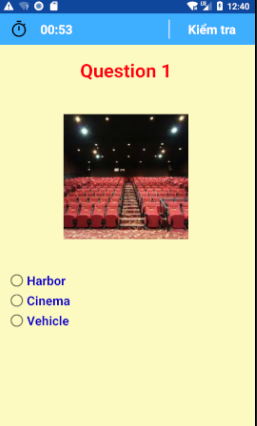 12:40
00:53
Kiểm tra
Question 1
Harbor
Cinema
Vehicle